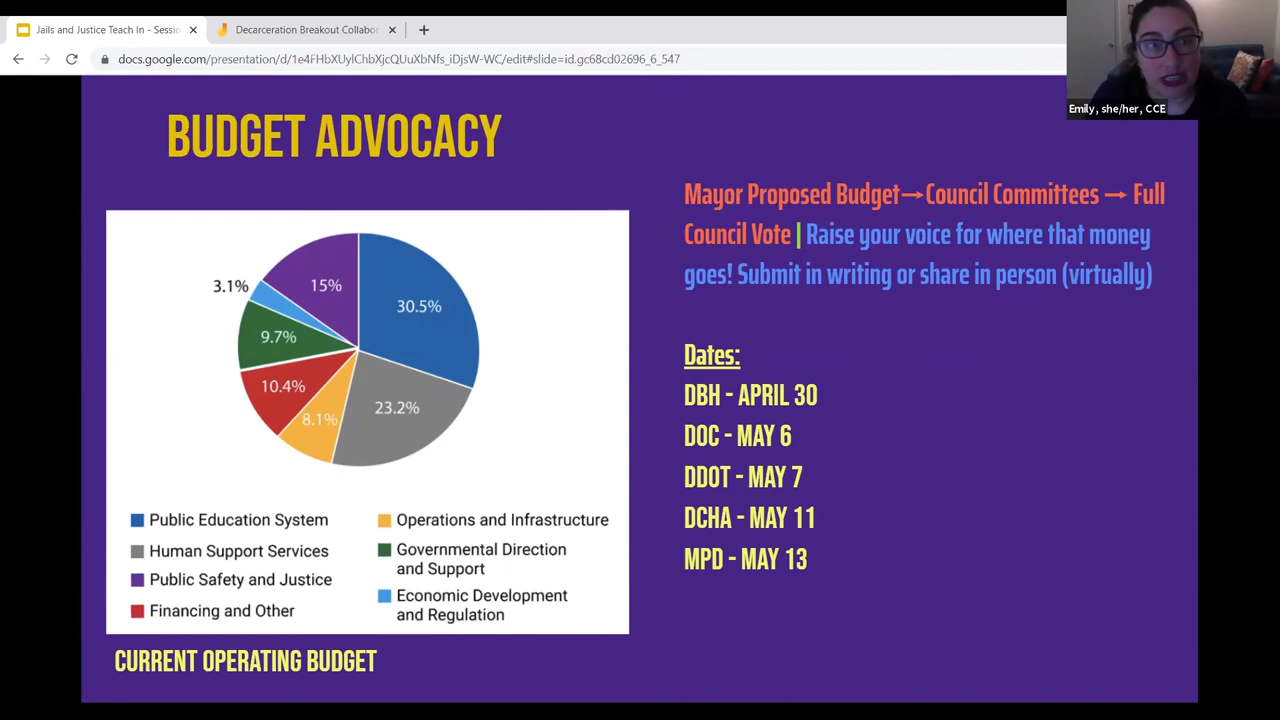 Jails and Justice Teach In - Sessio
Decarceration Breakout Collabor
docs.google.com/presentation/d/1e4FHbXUylChbXjcQUuXbNfs_iDjsW-WC/edit#slide=id.gc68cd02696_6_547
Emily, she/her, CCE
BUDGET ADVOCACY
Mayor Proposed Budget→Council Committees → Full
Council Vote | Raise your voice for where that money
goes! Submit in writing or share in person (virtually)
3.1%
15%
30.5%
9.7%
10.4%
8.1%
23.2%
Public Education System
Human Support Services
Public Safety and Justice
Financing and Other
Operations and Infrastructure
Governmental Direction
and Support
Economic Development
and Regulation
CURRENT OPERATING BUDGET
Dates:
DBH - APRIL 30
DOC - MAY 6
DDOT - MAY 7
DCHA - MAY 11
MPD - MAY 13